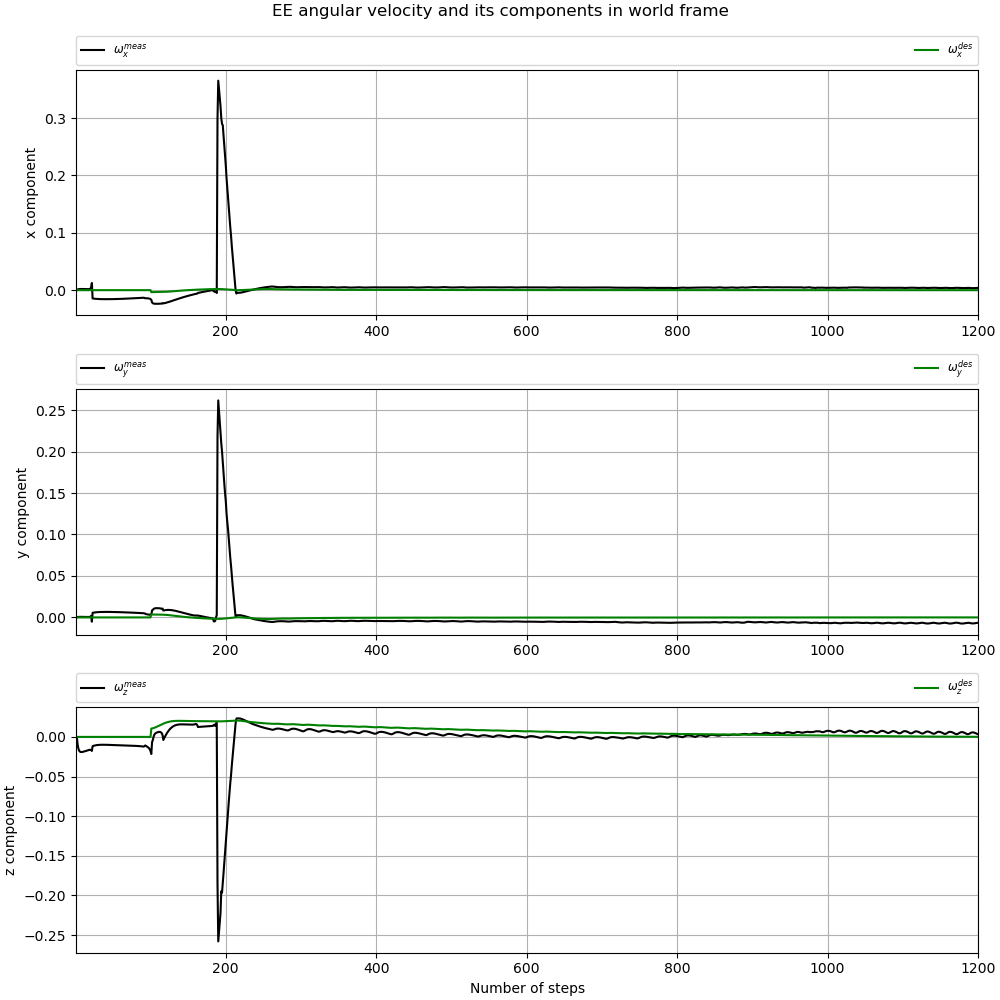 EE angular velocity and its components in world frame
ω_x^meas ω_x^des
0.3
0.2
0.1
0.0
x component
200 400 600 800 1000 1200
ω_y^meas ω_y^des
0.25
0.20
0.15
0.10
0.05
0.00
y component
200 400 600 800 1000 1200
ω_z^meas ω_z^des
0.00
−0.05
−0.10
−0.15
−0.20
−0.25
z component
200 400 600 800 1000 1200
Number of steps